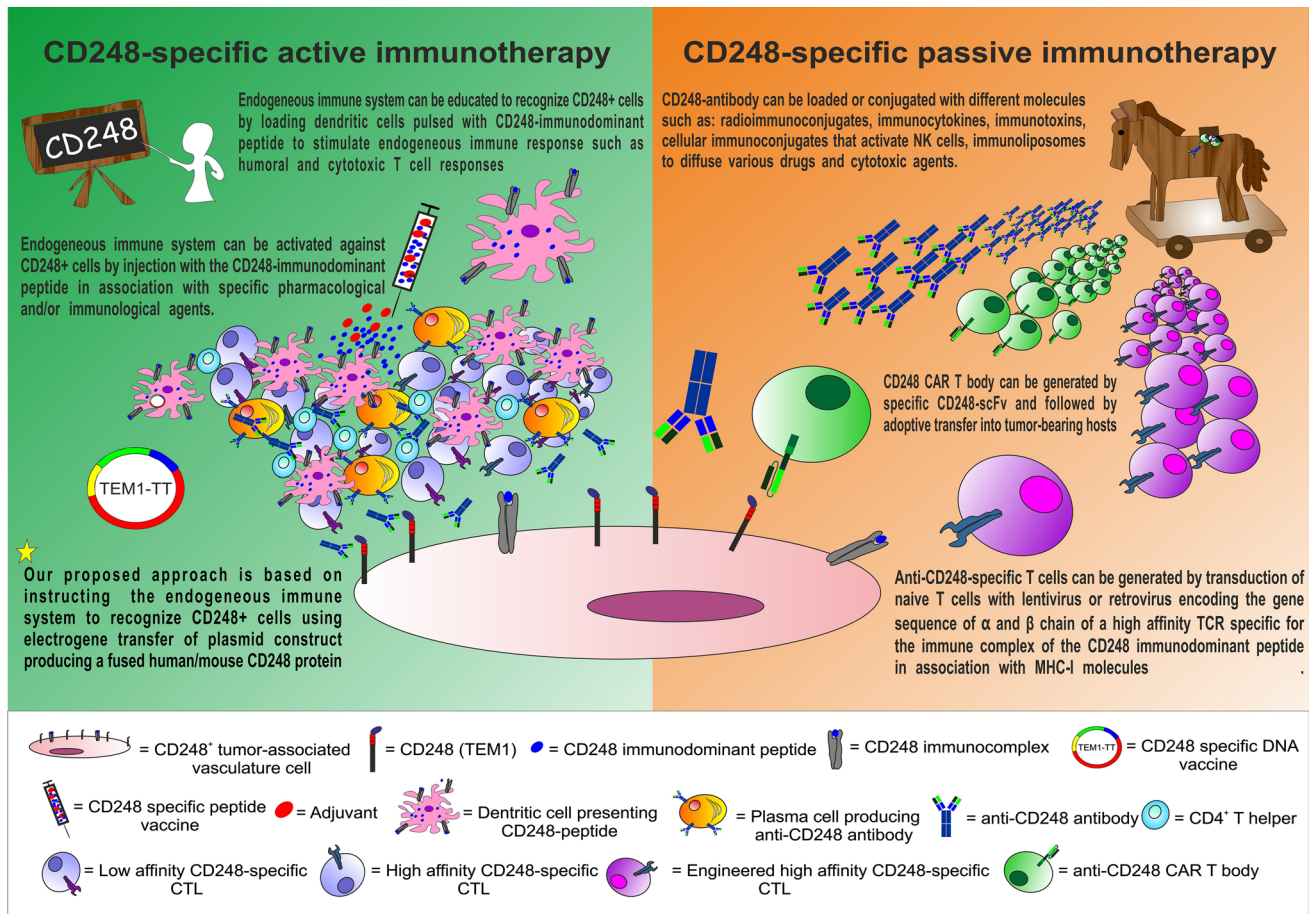 CD248-specific active immunotherapy
CD248
Endogeneous immune system can be educated to recognize CD248+ cells
by loading dendritic cells pulsed with CD248-immunodominant
peptide to stimulate endogeneous immune response such as
humoral and cytotoxic T cell responses
Endogeneous immune system can be activated against
CD248+ cells by injection with the CD248-immunodominant
peptide in association with specific pharmacological
and/or immunological agents.
TEM1-TT
Our proposed approach is based on
instructing the endogeneous immune
system to recognize CD248+ cells using
electrogene transfer of plasmid construct
producing a fused human/mouse CD248 protein
CD248-specific passive immunotherapy
CD248-antibody can be loaded or conjugated with different molecules
such as: radioimmunoconjugates, immunocytokines, immunotoxins,
cellular immunoconjugates that activate NK cells, immunoliposomes
to diffuse various drugs and cytotoxic agents.
CD248 CAR T body can be generated by
specific CD248-scFv and followed by
adoptive transfer into tumor-bearing hosts
Anti-CD248-specific T cells can be generated by transduction of
naive T cells with lentivirus or retrovirus encoding the gene
sequence of α and β chain of a high affinity TCR specific for
the immune complex of the CD248 immunodominant peptide
in association with MHC-I molecules .
= CD248⁺ tumor-associated
vasculature cell
= CD248 (TEM1)
= CD248 immunodominant peptide
= CD248 immunocomplex
TEM1-TT
= CD248 specific DNA
vaccine
= CD248 specific peptide
vaccine
= Adjuvant
= Dentritic cell presenting
CD248-peptide
= Plasma cell producing
anti-CD248 antibody
= anti-CD248 antibody
= CD4⁺ T helper
= Low affinity CD248-specific
CTL
= High affinity CD248-specific
CTL
= Engineered high affinity CD248-specific
CTL
= anti-CD248 CAR T body